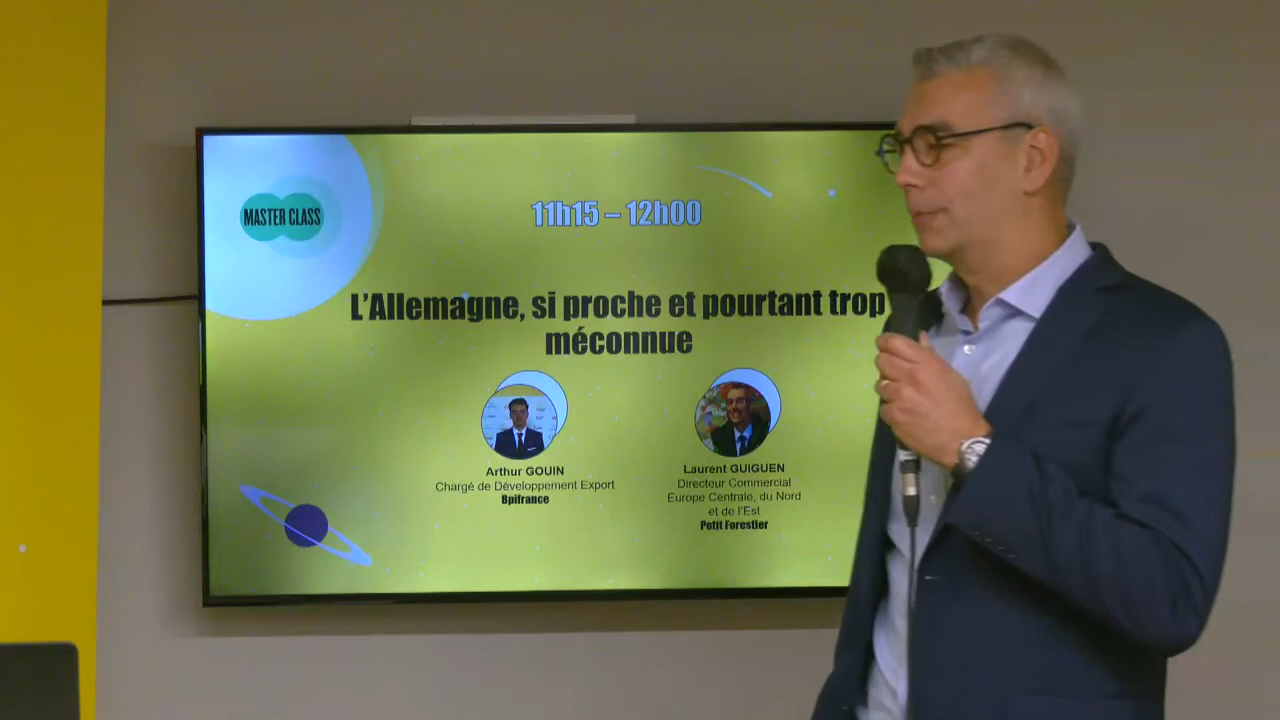 MASTER CLASS
11h15 – 12h00
L'Allemagne, si proche et pourtant trop
méconnue
Arthur GOUIN
Chargé de Développement Export
Bpifrance
Laurent GUIGUEN
Directeur Commercial
Europe Centrale, du Nord
et de l'Est
Petit Forestier